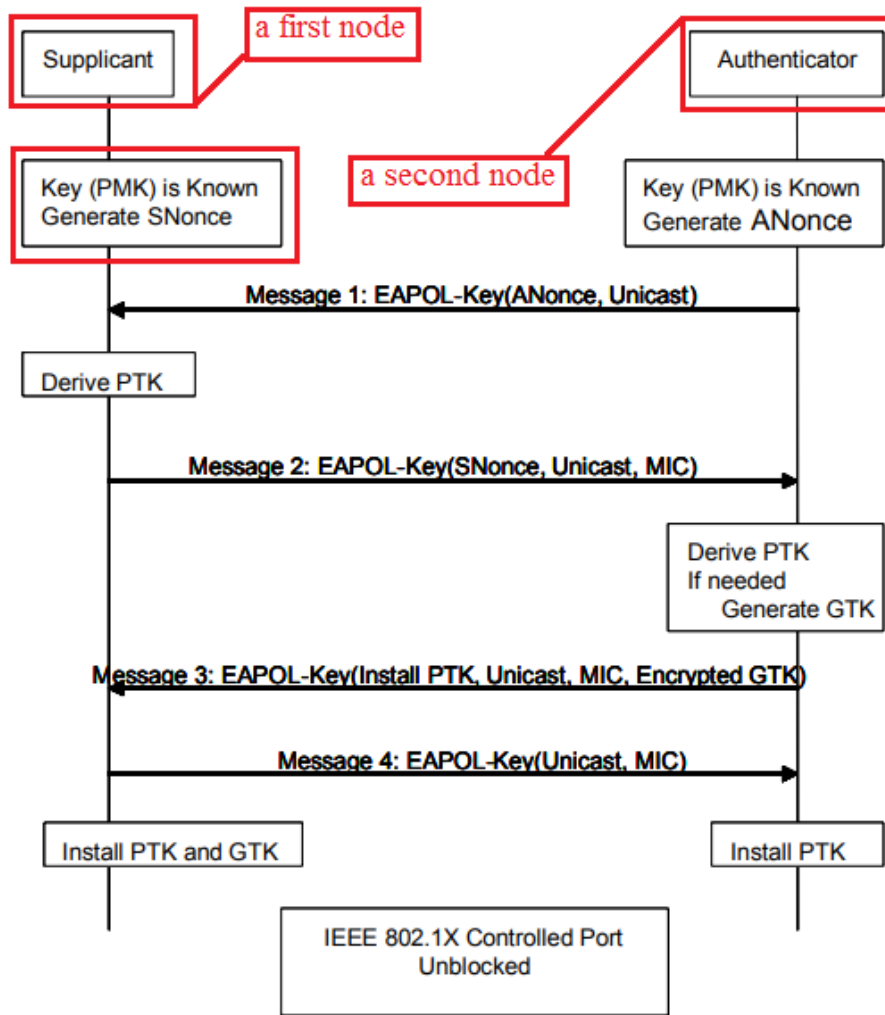 a first node
Supplicant
Authenticator
a second node
Key (PMK) is Known
Generate SNonce
Key (PMK) is Known
Generate ANonce
Message 1: EAPOL-Key(ANonce, Unicast)
Derive PTK
Message 2: EAPOL-Key(SNonce, Unicast, MIC)
Derive PTK
If needed
Generate GTK
Message 3: EAPOL-Key(Install PTK, Unicast, MIC, Encrypted GTK)
Message 4: EAPOL-Key(Unicast, MIC)
Install PTK and GTK
Install PTK
IEEE 802.1X Controlled Port
Unblocked